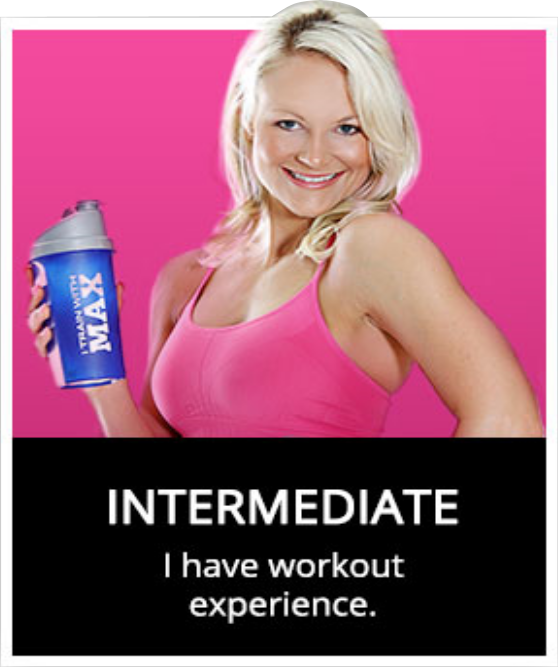 I TRAIN WITH
MAX
INTERMEDIATE
I have workout
experience.